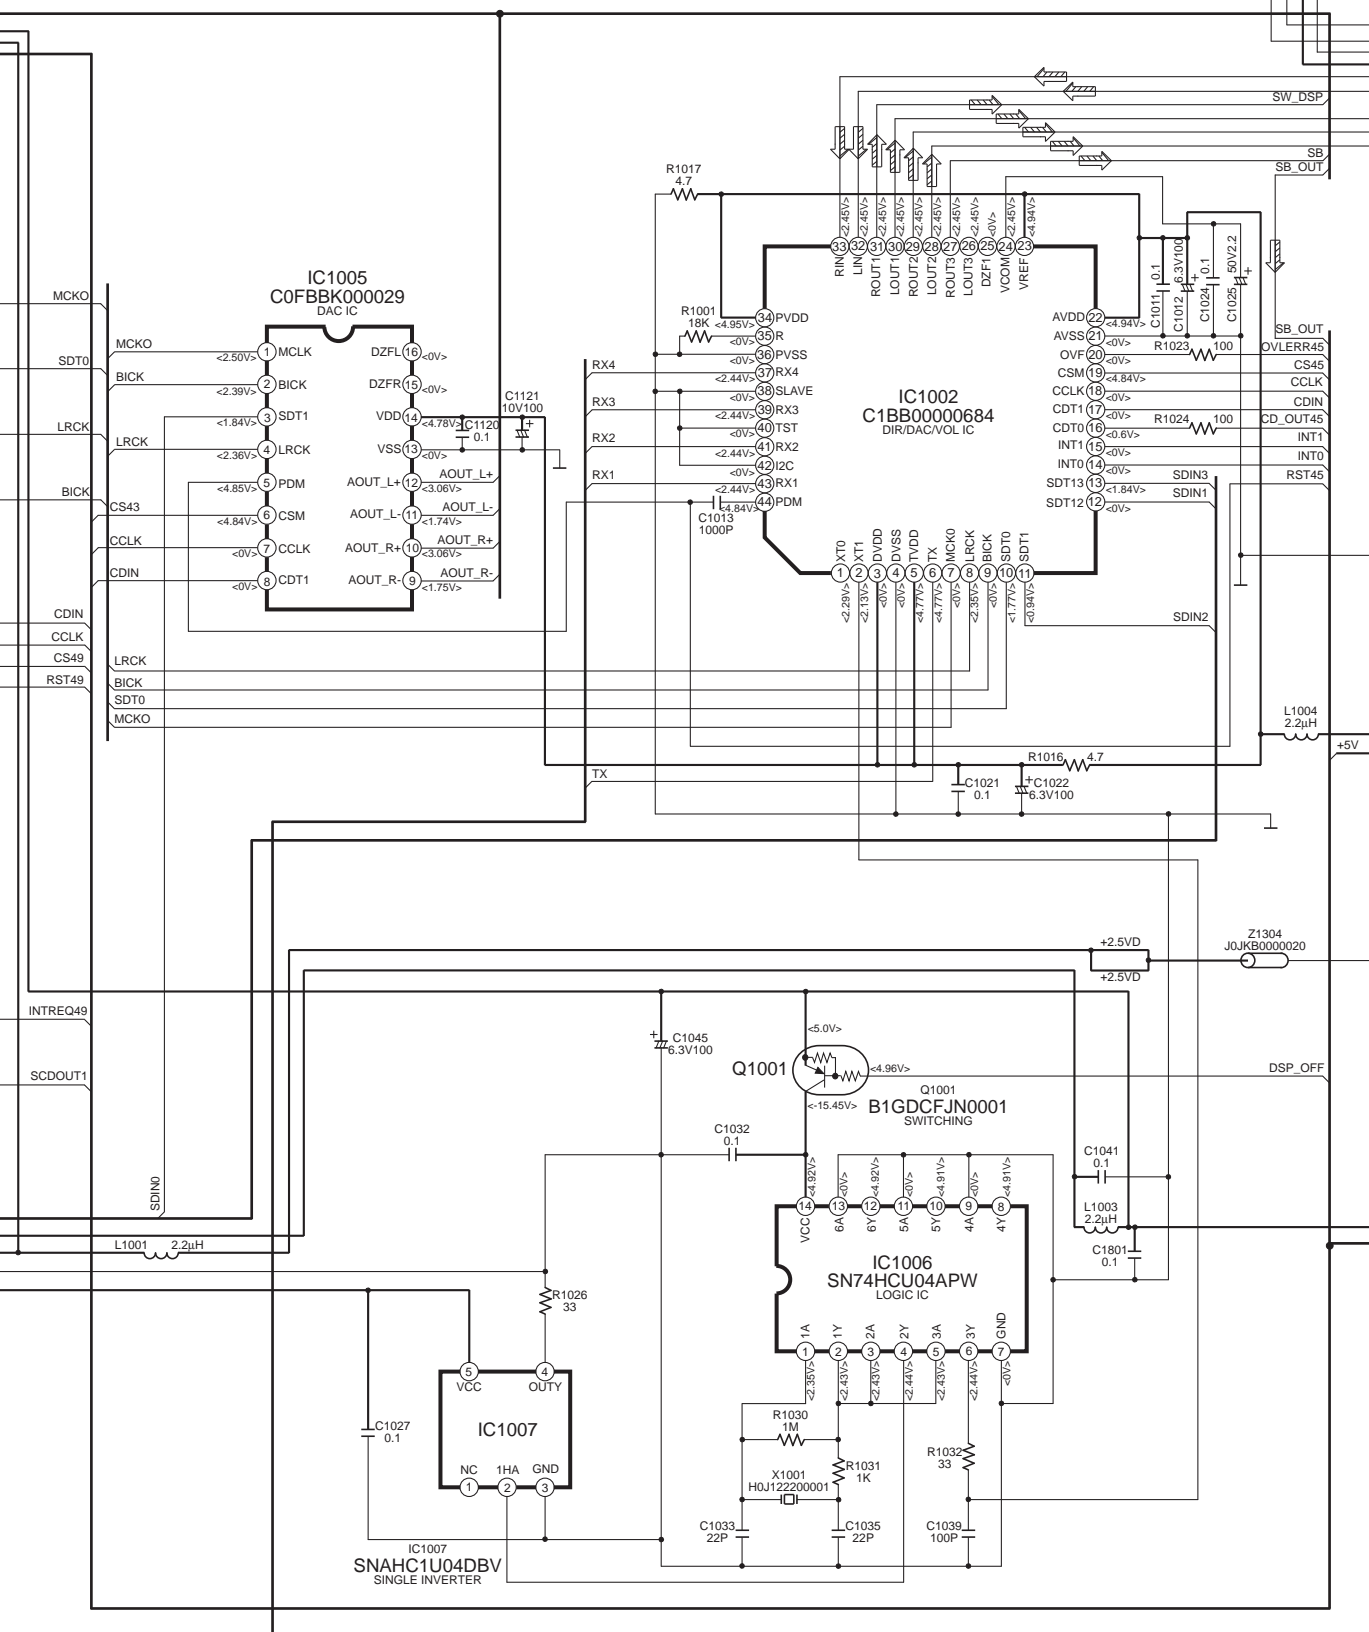 SW_DSP
SB
SB_OUT
R1017
4.7
<2.45V>
<2.45V>
<2.45V>
<2.45V>
<2.45V>
<2.45V>
<2.45V>
<2.45V>
<0V>
<2.45V>
<4.94V>
33 32 31 30 29 28 27 26 25 24 23
RIN
LIN
ROUT1
LOUT1
ROUT2
LOUT2
ROUT3
LOUT3
DZF1
VCOM
VREF
C1011 0.1
C1012 6.3V100
C1024 0.1
C1025 50V2.2
+
+
IC1005
C0FBBK000029
DAC IC
MCKO
SDT0
LRCK
BICK
MCKO
BICK
LRCK
CS43
CCLK
CDIN
<2.50V>
<2.39V>
<1.84V>
<2.36V>
<4.85V>
<4.84V>
<0V>
<0V>
1 MCLK
2 BICK
3 SDT1
4 LRCK
5 PDM
6 CSM
7 CCLK
8 CDT1
DZFL 16 <0V>
DZFR 15 <0V>
VDD 14 <4.78V>
VSS 13 <0V>
AOUT_L+ 12 <3.06V> AOUT_L+
AOUT_L- 11 <1.74V> AOUT_L-
AOUT_R+ 10 <3.06V> AOUT_R+
AOUT_R- 9 <1.75V> AOUT_R-
C1120
0.1
C1121
10V100
+
CDIN
CCLK
CS49
RST49
LRCK
BICK
SDT0
MCKO
R1001
18K
RX4
RX3
RX2
RX1
<4.95V> 34 PVDD
<0V> 35 R
<0V> 36 PVSS
<2.44V> 37 RX4
<0V> 38 SLAVE
<2.44V> 39 RX3
<0V> 40 TST
<2.44V> 41 RX2
<0V> 42 I2C
<2.44V> 43 RX1
<4.84V> 44 PDM
C1013
1000P
IC1002
C1BB00000684
DIR/DAC/VOL IC
AVDD 22 <4.94V>
AVSS 21 <0V>
OVF 20 <0V>
CSM 19 <4.84V>
CCLK 18 <0V>
CDT1 17 <0V>
CDT0 16 <0.6V>
INT1 15 <0V>
INT0 14 <0V>
SDT13 13 <1.84V>
SDT12 12 <0V>
R1023 100
R1024 100
SB_OUT
OVLERR45
CS45
CCLK
CDIN
CD_OUT45
INT1
INT0
RST45
SDIN3
SDIN1
SDIN2
XT0
XT1
DVDD
DVSS
TVDD
TX
MCK0
LRCK
BICK
SDT0
SDT1
1 2 3 4 5 6 7 8 9 10 11
<2.29V>
<2.13V>
<0V>
<0V>
<4.77V>
<4.77V>
<0V>
<2.35V>
<0V>
<1.77V>
<0.94V>
L1004
2.2µH
+5V
R1016 4.7
TX
C1021
0.1
+
C1022
6.3V100
+2.5VD
+2.5VD
Z1304
J0JKB0000020
INTREQ49
SCDOUT1
SDIN0
+
C1045
6.3V100
<5.0V>
Q1001
<4.96V>
DSP_OFF
<-15.45V>
Q1001
B1GDCFJN0001
SWITCHING
C1032
0.1
C1041
0.1
L1003
2.2µH
C1801
0.1
<4.92V>
<0V>
<4.92V>
<0V>
<4.91V>
<0V>
<4.91V>
14 13 12 11 10 9 8
VCC
6A
6Y
5A
5Y
4A
4Y
IC1006
SN74HCU04APW
LOGIC IC
1A
1Y
2A
2Y
3A
3Y
GND
1 2 3 4 5 6 7
<2.35V>
<2.43V>
<2.43V>
<2.44V>
<2.43V>
<2.44V>
<0V>
L1001 2.2µH
R1026
33
5 4
VCC OUTY
IC1007
NC 1HA GND
1 2 3
C1027
0.1
IC1007
SNAHC1U04DBV
SINGLE INVERTER
R1030
1M
R1031
1K
X1001
H0J122200001
C1033
22P
C1035
22P
R1032
33
C1039
100P